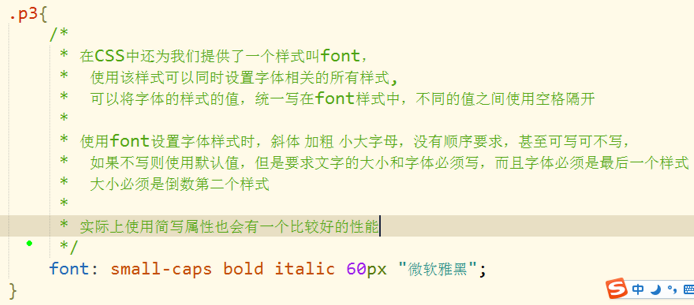 .p3{
/*
* 在CSS中还为我们提供了一个样式叫font，
* 使用该样式可以同时设置字体相关的所有样式,
* 可以将字体的样式的值，统一写在font样式中，不同的值之间使用空格隔开
*
* 使用font设置字体样式时，斜体 加粗 小大字母，没有顺序要求，甚至可写可不写，
* 如果不写则使用默认值，但是要求文字的大小和字体必须写，而且字体必须是最后一个样式
* 大小必须是倒数第二个样式
*
* 实际上使用简写属性也会有一个比较好的性能
*/
font: small-caps bold italic 60px "微软雅黑";
}
S 中